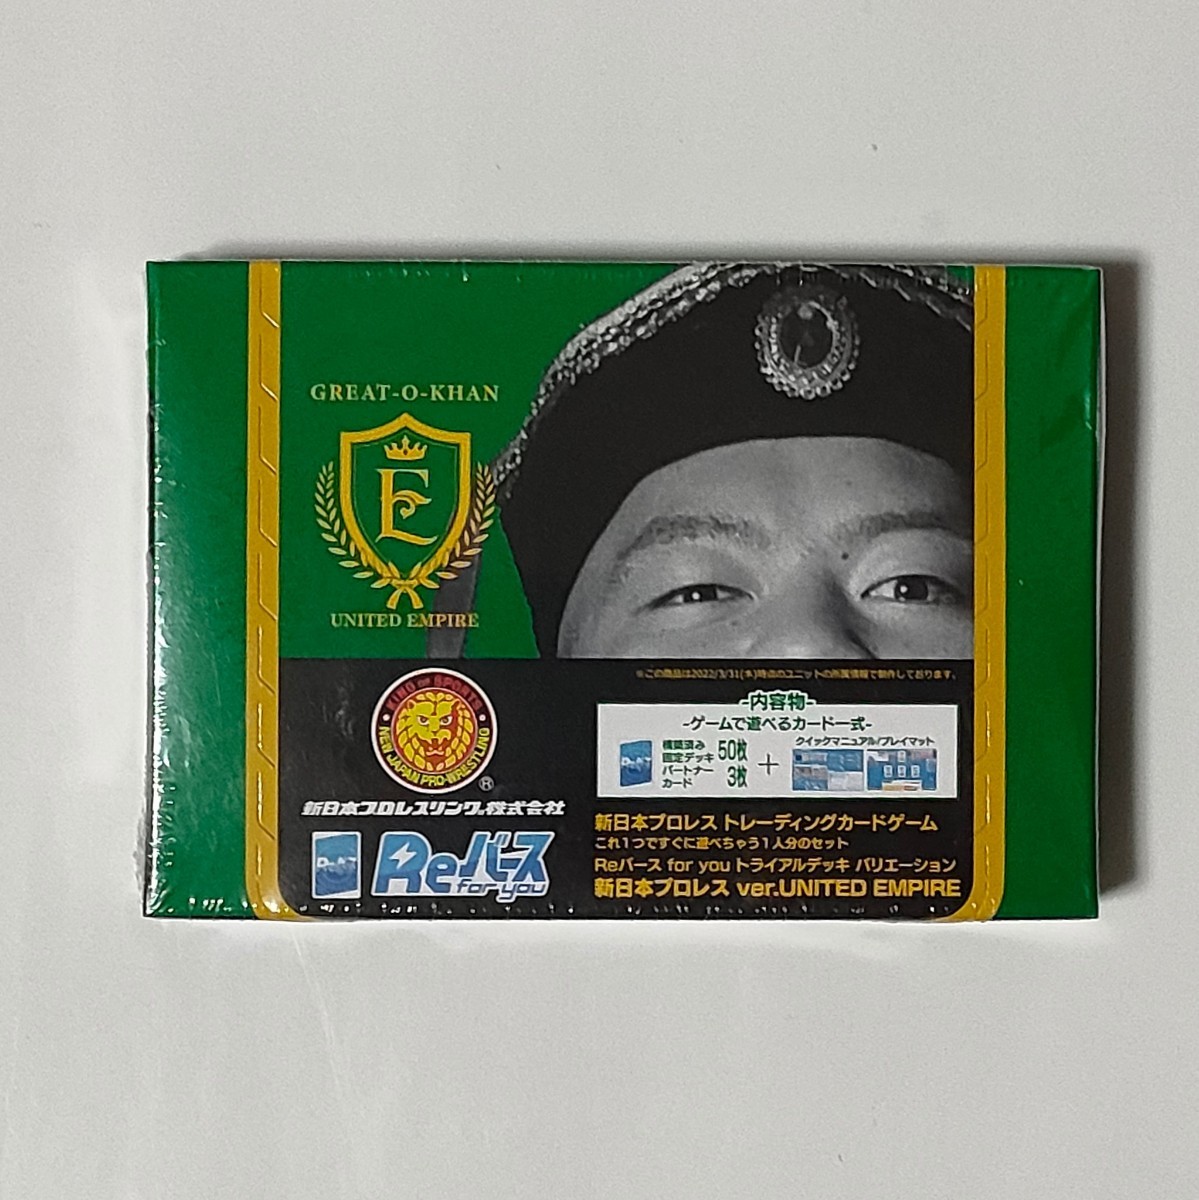 GREAT-O-KHAN
E
UNITED EMPIRE
※この商品は2022/3/31(木)時点のユニットの所属情報で制作しております。
KING OF SPORTS
NEW JAPAN PRO-WRESTLING
®
新日本プロレスリング®株式会社
Reバース
for you
-内容物-
-ゲームで遊べるカード一式-
構築済み
固定デッキ 50枚
パートナー
カード 3枚
+
クイックマニュアル/プレイマット
新日本プロレス トレーディングカードゲーム
これ1つですぐに遊べちゃう1人分のセット
Reバース for you トライアルデッキ バリエーション
新日本プロレス ver.UNITED EMPIRE